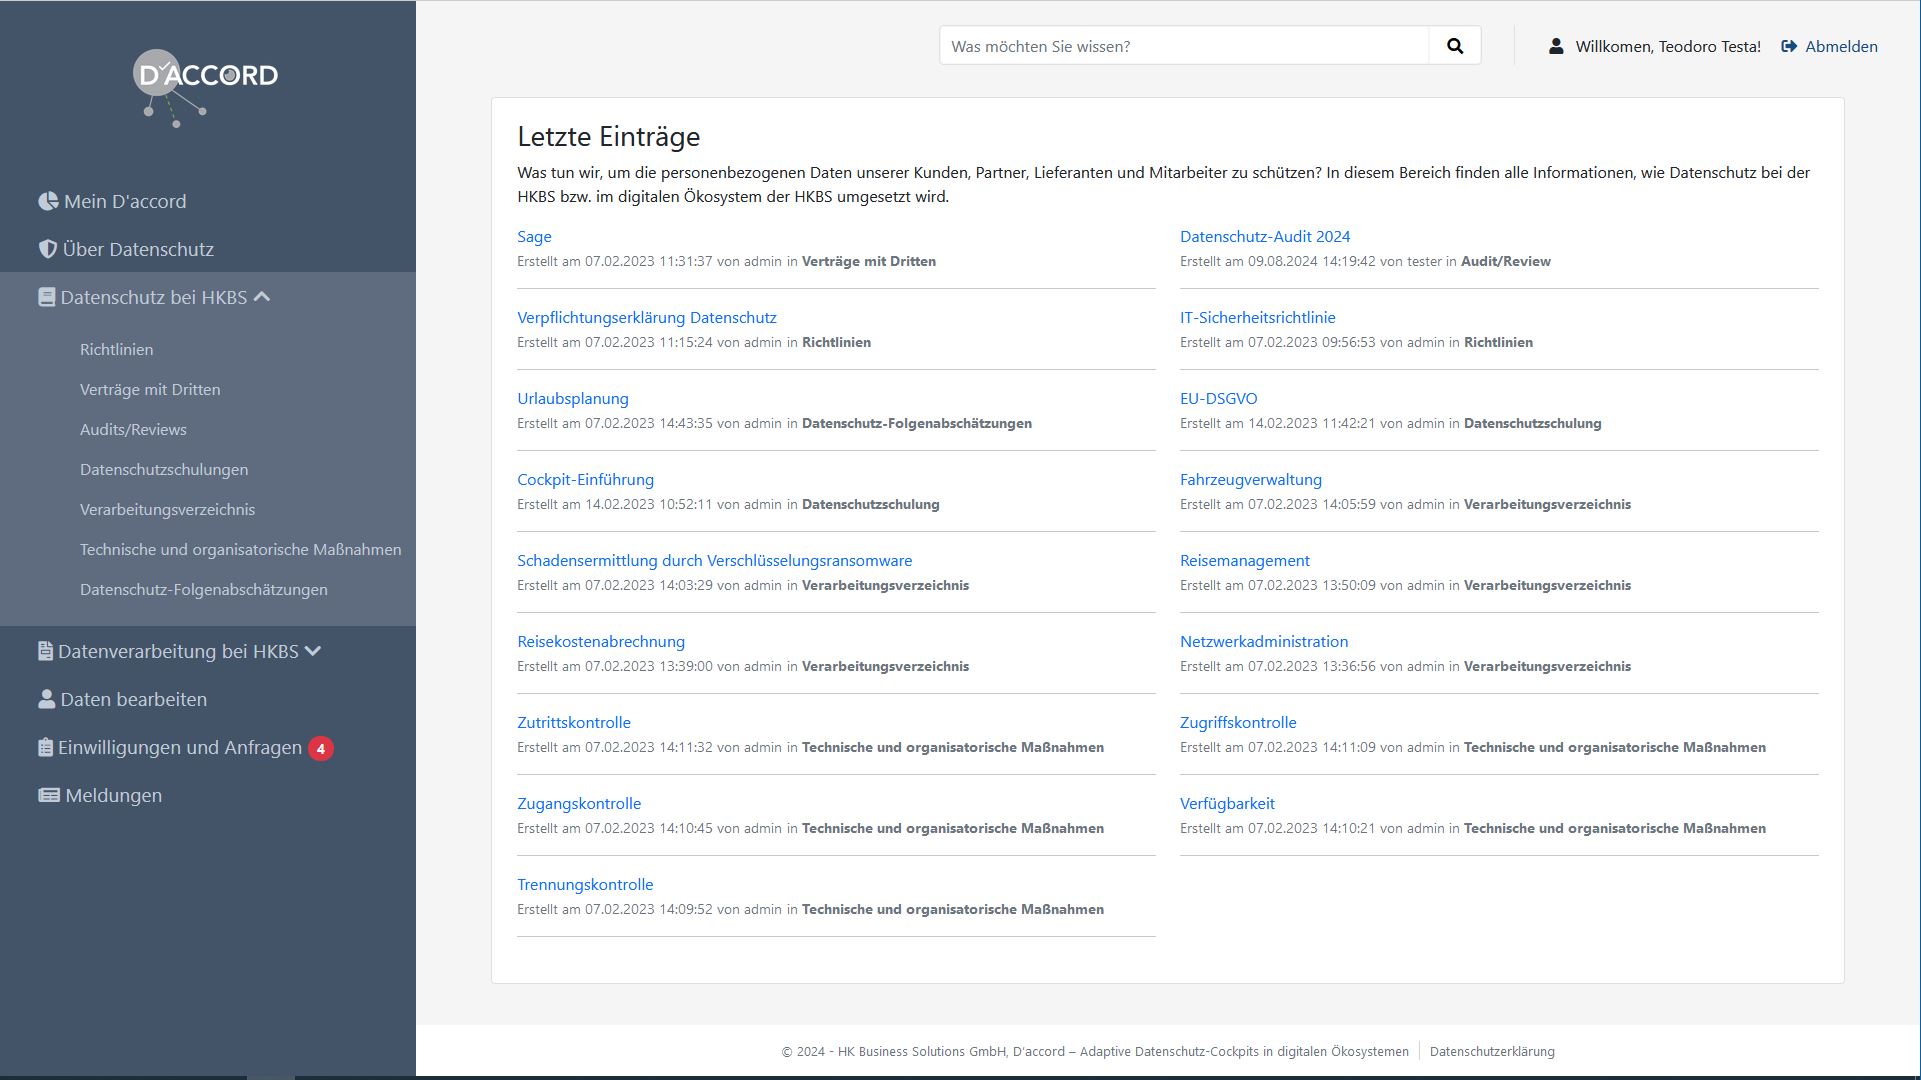 D'ACCORD
Was möchten Sie wissen?
Willkomen, Teodoro Testa!
Abmelden
Mein D'accord
Über Datenschutz
Datenschutz bei HKBS
Richtlinien
Verträge mit Dritten
Audits/Reviews
Datenschutzschulungen
Verarbeitungsverzeichnis
Technische und organisatorische Maßnahmen
Datenschutz-Folgenabschätzungen
Datenverarbeitung bei HKBS
Daten bearbeiten
Einwilligungen und Anfragen 4
Meldungen
Letzte Einträge
Was tun wir, um die personenbezogenen Daten unserer Kunden, Partner, Lieferanten und Mitarbeiter zu schützen? In diesem Bereich finden alle Informationen, wie Datenschutz bei der
HKBS bzw. im digitalen Ökosystem der HKBS umgesetzt wird.
Sage
Erstellt am 07.02.2023 11:31:37 von admin in Verträge mit Dritten
Datenschutz-Audit 2024
Erstellt am 09.08.2024 14:19:42 von tester in Audit/Review
Verpflichtungserklärung Datenschutz
Erstellt am 07.02.2023 11:15:24 von admin in Richtlinien
IT-Sicherheitsrichtlinie
Erstellt am 07.02.2023 09:56:53 von admin in Richtlinien
Urlaubsplanung
Erstellt am 07.02.2023 14:43:35 von admin in Datenschutz-Folgenabschätzungen
EU-DSGVO
Erstellt am 14.02.2023 11:42:21 von admin in Datenschutzschulung
Cockpit-Einführung
Erstellt am 14.02.2023 10:52:11 von admin in Datenschutzschulung
Fahrzeugverwaltung
Erstellt am 07.02.2023 14:05:59 von admin in Verarbeitungsverzeichnis
Schadensermittlung durch Verschlüsselungsransomware
Erstellt am 07.02.2023 14:03:29 von admin in Verarbeitungsverzeichnis
Reisemanagement
Erstellt am 07.02.2023 13:50:09 von admin in Verarbeitungsverzeichnis
Reisekostenabrechnung
Erstellt am 07.02.2023 13:39:00 von admin in Verarbeitungsverzeichnis
Netzwerkadministration
Erstellt am 07.02.2023 13:36:56 von admin in Verarbeitungsverzeichnis
Zutrittskontrolle
Erstellt am 07.02.2023 14:11:32 von admin in Technische und organisatorische Maßnahmen
Zugriffskontrolle
Erstellt am 07.02.2023 14:11:09 von admin in Technische und organisatorische Maßnahmen
Zugangskontrolle
Erstellt am 07.02.2023 14:10:45 von admin in Technische und organisatorische Maßnahmen
Verfügbarkeit
Erstellt am 07.02.2023 14:10:21 von admin in Technische und organisatorische Maßnahmen
Trennungskontrolle
Erstellt am 07.02.2023 14:09:52 von admin in Technische und organisatorische Maßnahmen
© 2024 - HK Business Solutions GmbH, D'accord – Adaptive Datenschutz-Cockpits in digitalen Ökosystemen
Datenschutzerklärung